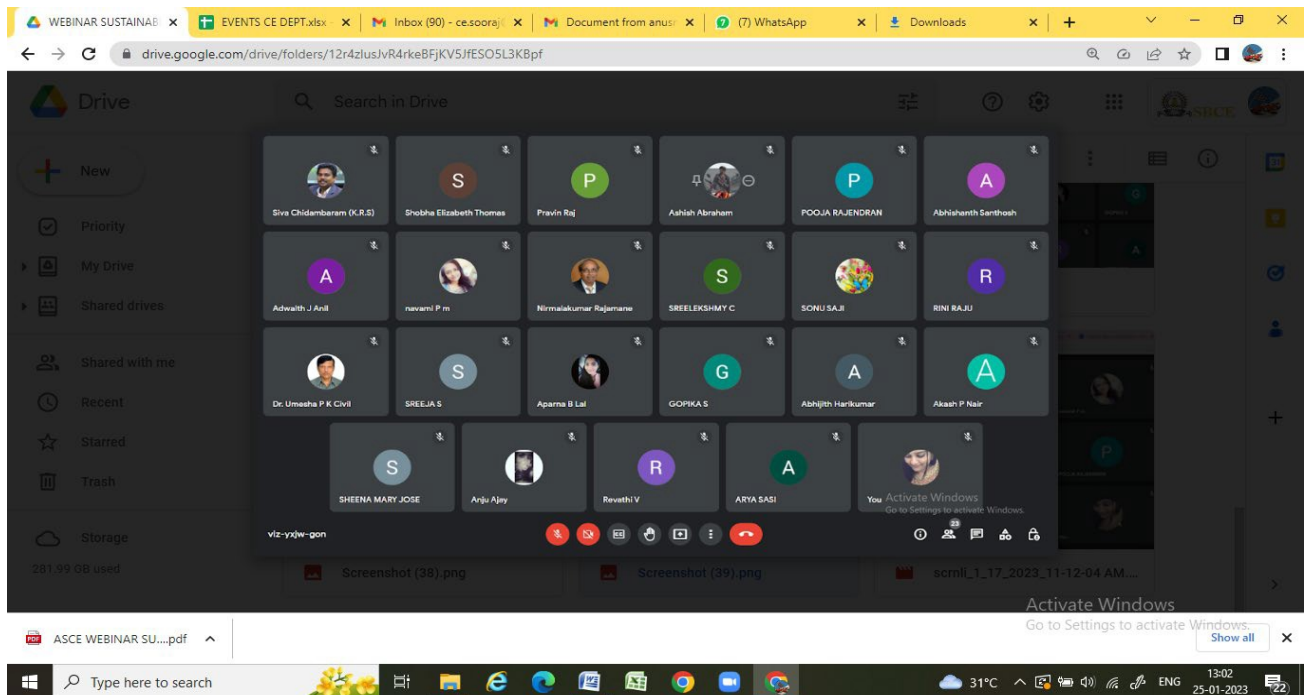 WEBINAR SUSTAINAB
EVENTS CE DEPT.xlsx
Inbox (90) - ce.sooraj
Document from anus
(7) WhatsApp
Downloads
drive.google.com/drive/folders/12r4zlusJvR4rkeBFjKV5JfESO5L3KBpf
Drive
Search in Drive
SBCE
New
Priority
My Drive
Shared drives
Shared with me
Recent
Starred
Trash
Storage
281.99 GB used
Siva Chidambaram (K.R.S)
S
Shobha Elizabeth Thomas
P
Pravin Raj
Ashish Abraham
P
POOJA RAJENDRAN
A
Abhishanth Santhosh
A
Adwaith J Anil
navami P m
Nirmalakumar Rajamane
S
SREELEKSHMY C
SONU SAJI
R
RINI RAJU
Dr. Umesha P K Civil
S
SREEJA S
Aparna B Lal
G
GOPIKA S
A
Abhijith Harikumar
A
Akash P Nair
S
SHEENA MARY JOSE
Anju Ajay
R
Revathi V
A
ARYA SASI
You
Activate Windows
Go to Settings to activate Windows.
viz-yxjw-gon
23
G
A
P
Screenshot (38).png
Screenshot (39).png
scrnli_1_17_2023_11-12-04 AM....
Activate Windows
Go to Settings to activate Windows.
ASCE WEBINAR SU....pdf
Show all
Type here to search
31°C
ENG
13:02
25-01-2023
22